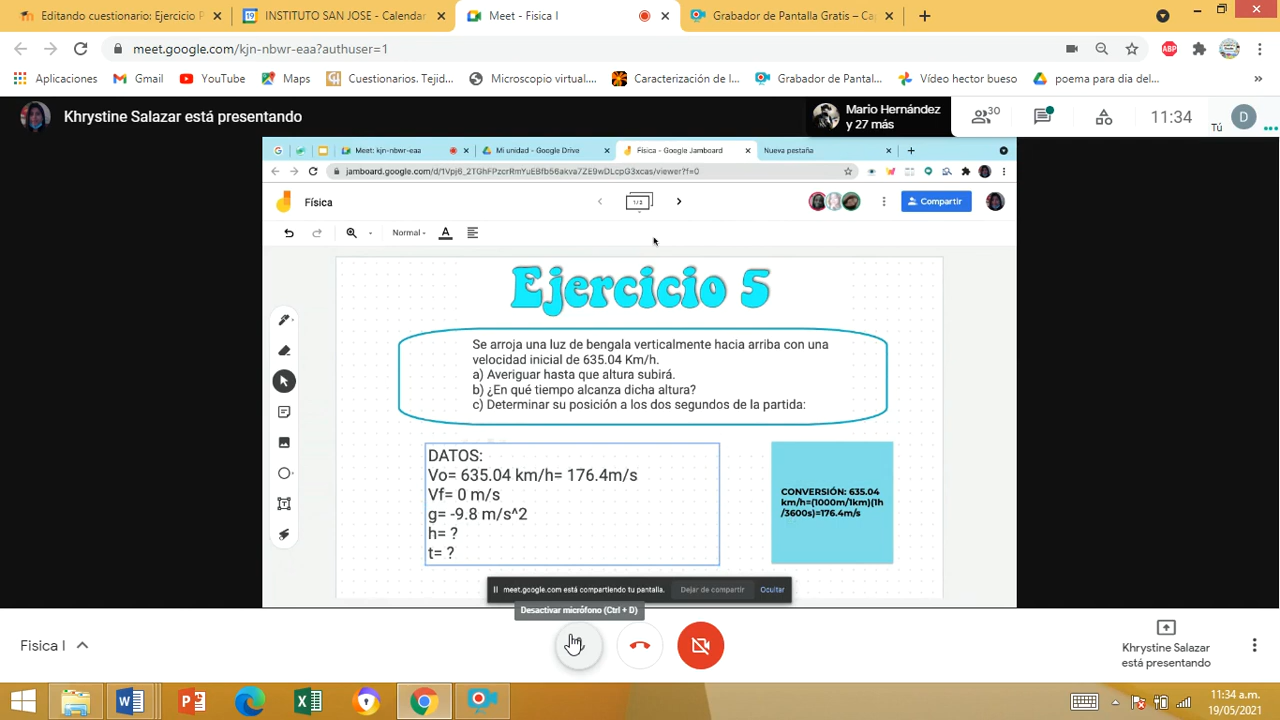 Editando cuestionario: Ejercicio P
INSTITUTO SAN JOSE - Calendar
Meet - Física I
Grabador de Pantalla Gratis – Ca
meet.google.com/kjn-nbwr-eaa?authuser=1
Aplicaciones
Gmail
YouTube
Maps
Cuestionarios. Tejid...
Microscopio virtual....
Caracterización de l...
Grabador de Pantal...
Vídeo hector bueso
poema para dia del...
»
Khrystine Salazar está presentando
Mario Hernández
y 27 más
30
11:34
Tú
D
Meet: kjn-nbwr-eaa
Mi unidad - Google Drive
Física - Google Jamboard
Nueva pestaña
Física
1/2
Compartir
Normal
Ejercicio 5
Se arroja una luz de bengala verticalmente hacia arriba con una
velocidad inicial de 635.04 Km/h.
a) Averiguar hasta que altura subirá.
b) ¿En qué tiempo alcanza dicha altura?
c) Determinar su posición a los dos segundos de la partida:
DATOS:
Vo= 635.04 km/h= 176.4m/s
Vf= 0 m/s
g= -9.8 m/s^2
h= ?
t= ?
CONVERSIÓN: 635.04
km/h=(1000m/1km)(1h
/3600s)=176.4m/s
meet.google.com está compartiendo tu pantalla.
Dejar de compartir
Ocultar
Desactivar micrófono (Ctrl + D)
Fisica I
Khrystine Salazar
está presentando
11:34 a.m.
19/05/2021